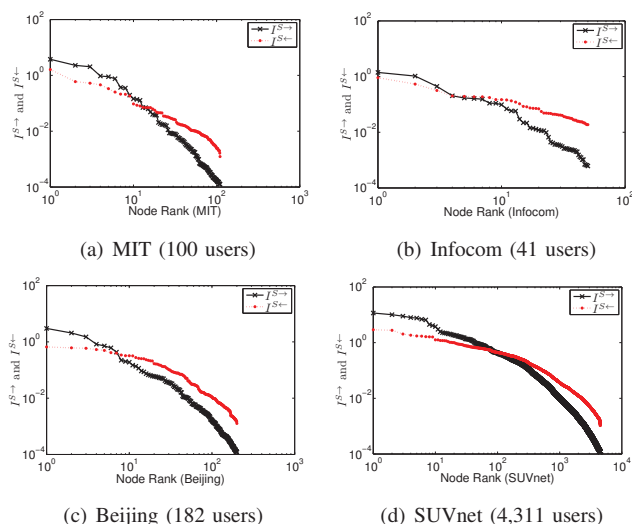 10^2
10^0
10^-2
10^-4
I^S→ and I^S←
I^S→
I^S←
10^0 10^1 10^2 10^3
Node Rank (MIT)
(a) MIT (100 users)
10^2
10^0
10^-2
10^-4
I^S→ and I^S←
I^S→
I^S←
10^0 10^1 10^2
Node Rank (Infocom)
(b) Infocom (41 users)
10^2
10^0
10^-2
10^-4
I^S→ and I^S←
I^S→
I^S←
10^0 10^1 10^2 10^3
Node Rank (Beijing)
(c) Beijing (182 users)
10^2
10^0
10^-2
10^-4
I^S→ and I^S←
I^S→
I^S←
10^0 10^1 10^2 10^3 10^4
Node Rank (SUVnet)
(d) SUVnet (4,311 users)